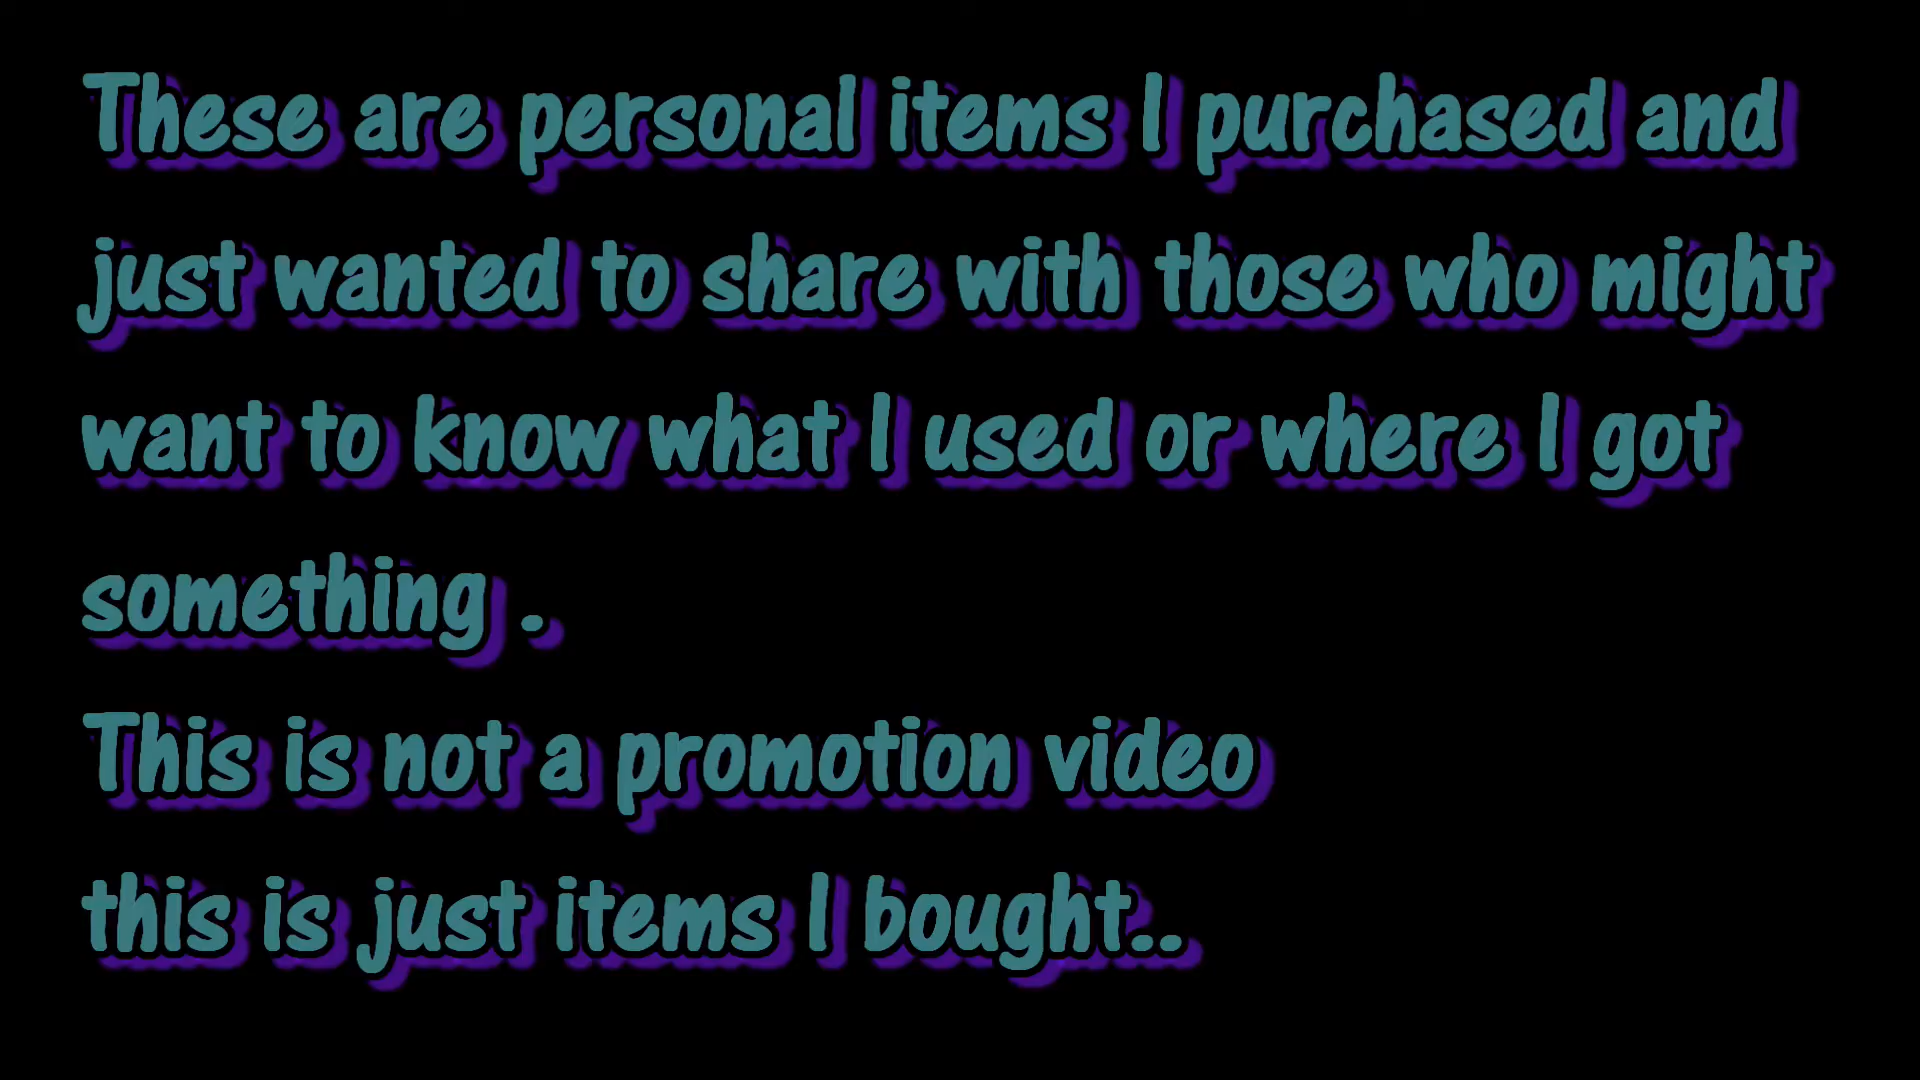 These are personal items I purchased and
just wanted to share with those who might
want to know what I used or where I got
something .
This is not a promotion video
this is just items I bought..